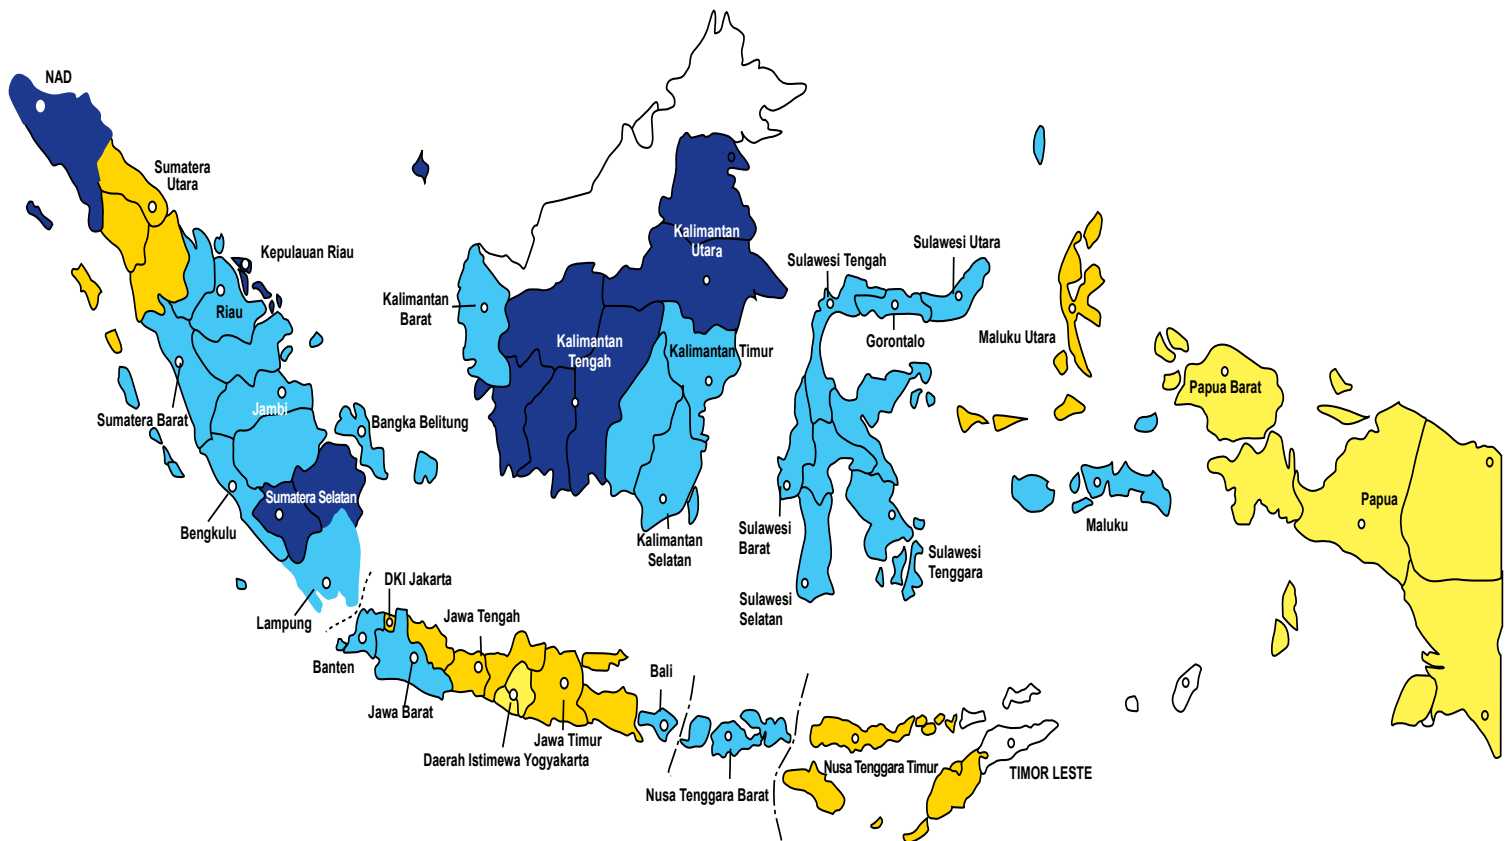 NAD
Sumatera
Utara
Kepulauan Riau
Riau
Sumatera Barat
Jambi
Bangka Belitung
Sumatera Selatan
Bengkulu
Lampung
Kalimantan
Barat
Kalimantan
Utara
Kalimantan
Tengah
Kalimantan Timur
Kalimantan
Selatan
Sulawesi Tengah
Sulawesi Utara
Gorontalo
Sulawesi
Barat
Sulawesi
Tenggara
Sulawesi
Selatan
Maluku Utara
Maluku
Papua Barat
Papua
DKI Jakarta
Banten
Jawa Tengah
Jawa Barat
Jawa Timur
Daerah Istimewa Yogyakarta
Bali
Nusa Tenggara Barat
Nusa Tenggara Timur
TIMOR LESTE